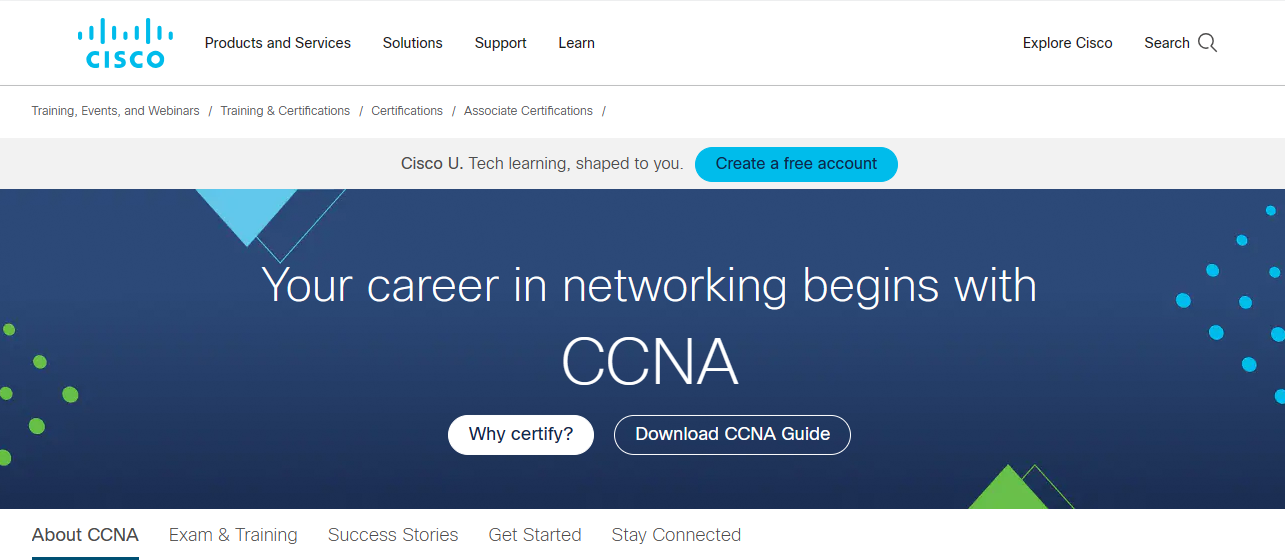 CISCO
Products and Services Solutions Support Learn Explore Cisco Search
Training, Events, and Webinars / Training & Certifications / Certifications / Associate Certifications /
Cisco U. Tech learning, shaped to you. Create a free account
Your career in networking begins with
CCNA
Why certify? Download CCNA Guide
About CCNA Exam & Training Success Stories Get Started Stay Connected